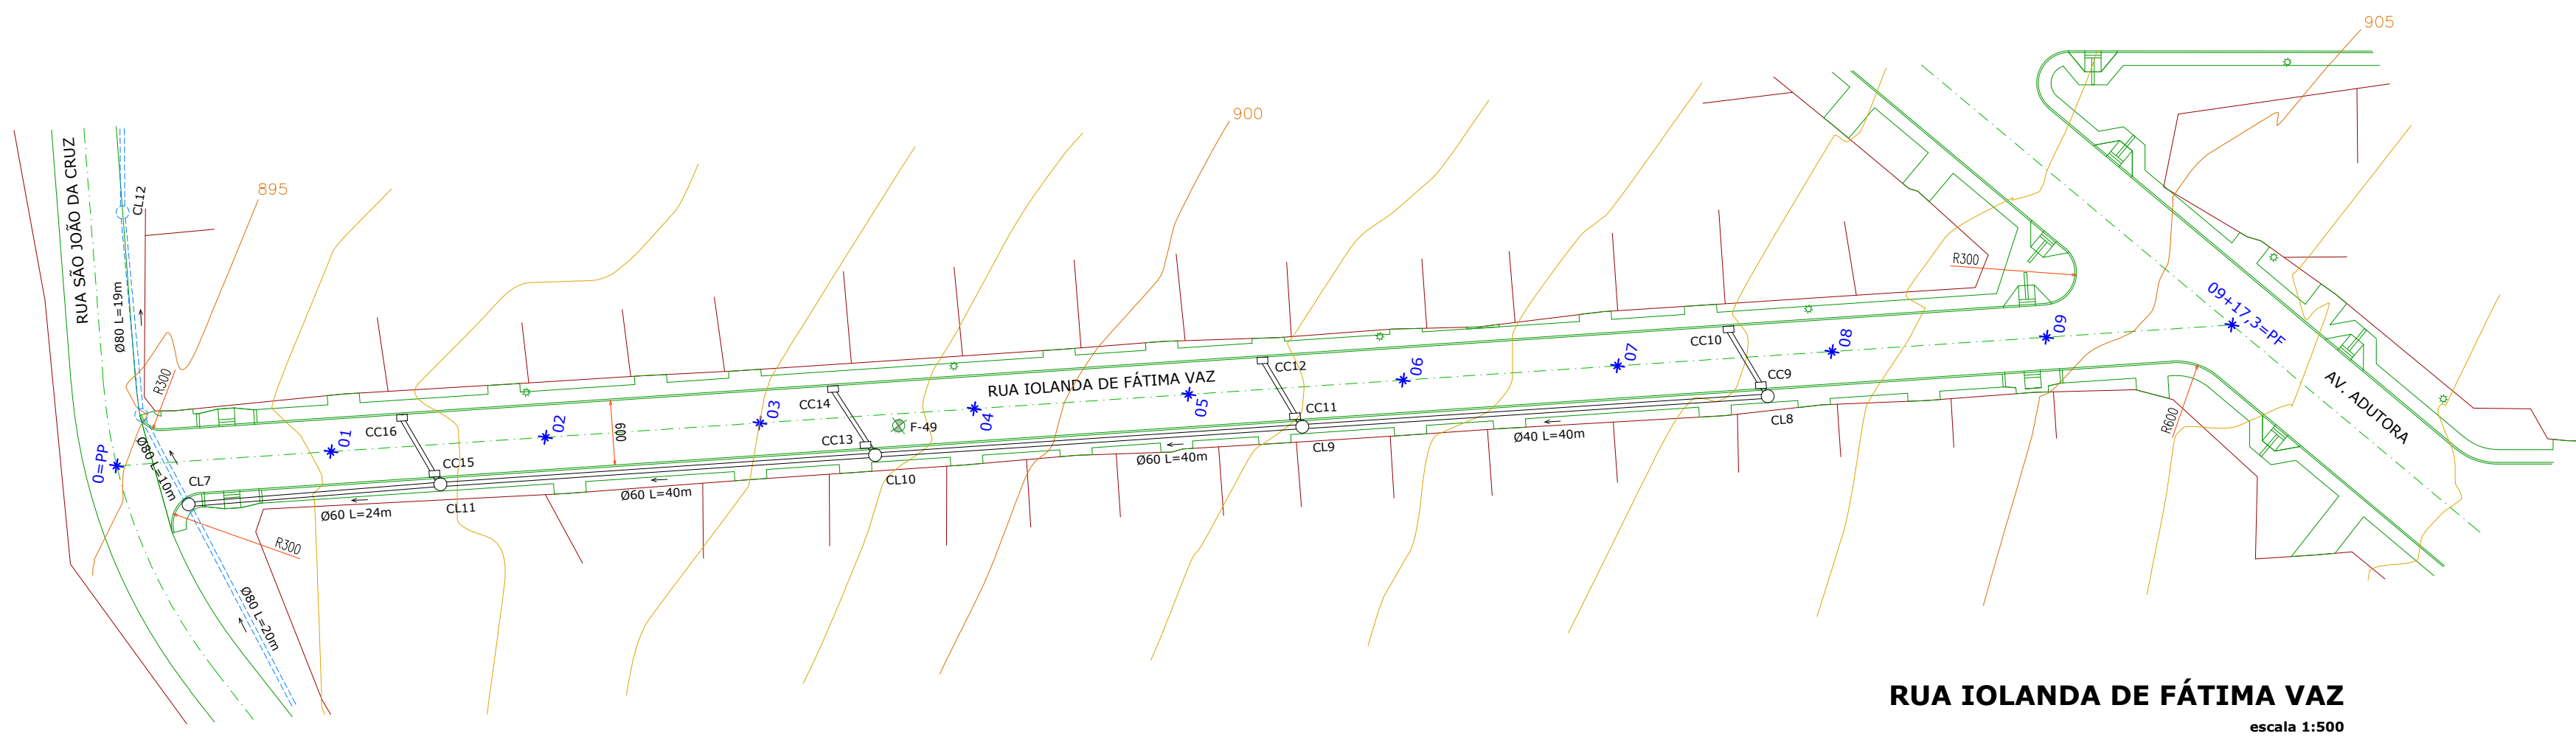 905
900
895
RUA SÃO JOÃO DA CRUZ
CL12
Ø80 L=19m
R300
R300
09+17,3=PF
09
08
CC10
07
CC9
CL8
AV. ADUTORA
R600
RUA IOLANDA DE FÁTIMA VAZ
CC12
06
05
CC11
CL9
Ø40 L=40m
04
03
CC14
F-49
CC13
CL10
Ø60 L=40m
600
02
01
CC16
CC15
CL11
Ø60 L=40m
0=PP
Ø80 L=10m
CL7
Ø60 L=24m
R300
Ø80 L=20m
RUA IOLANDA DE FÁTIMA VAZ
escala 1:500